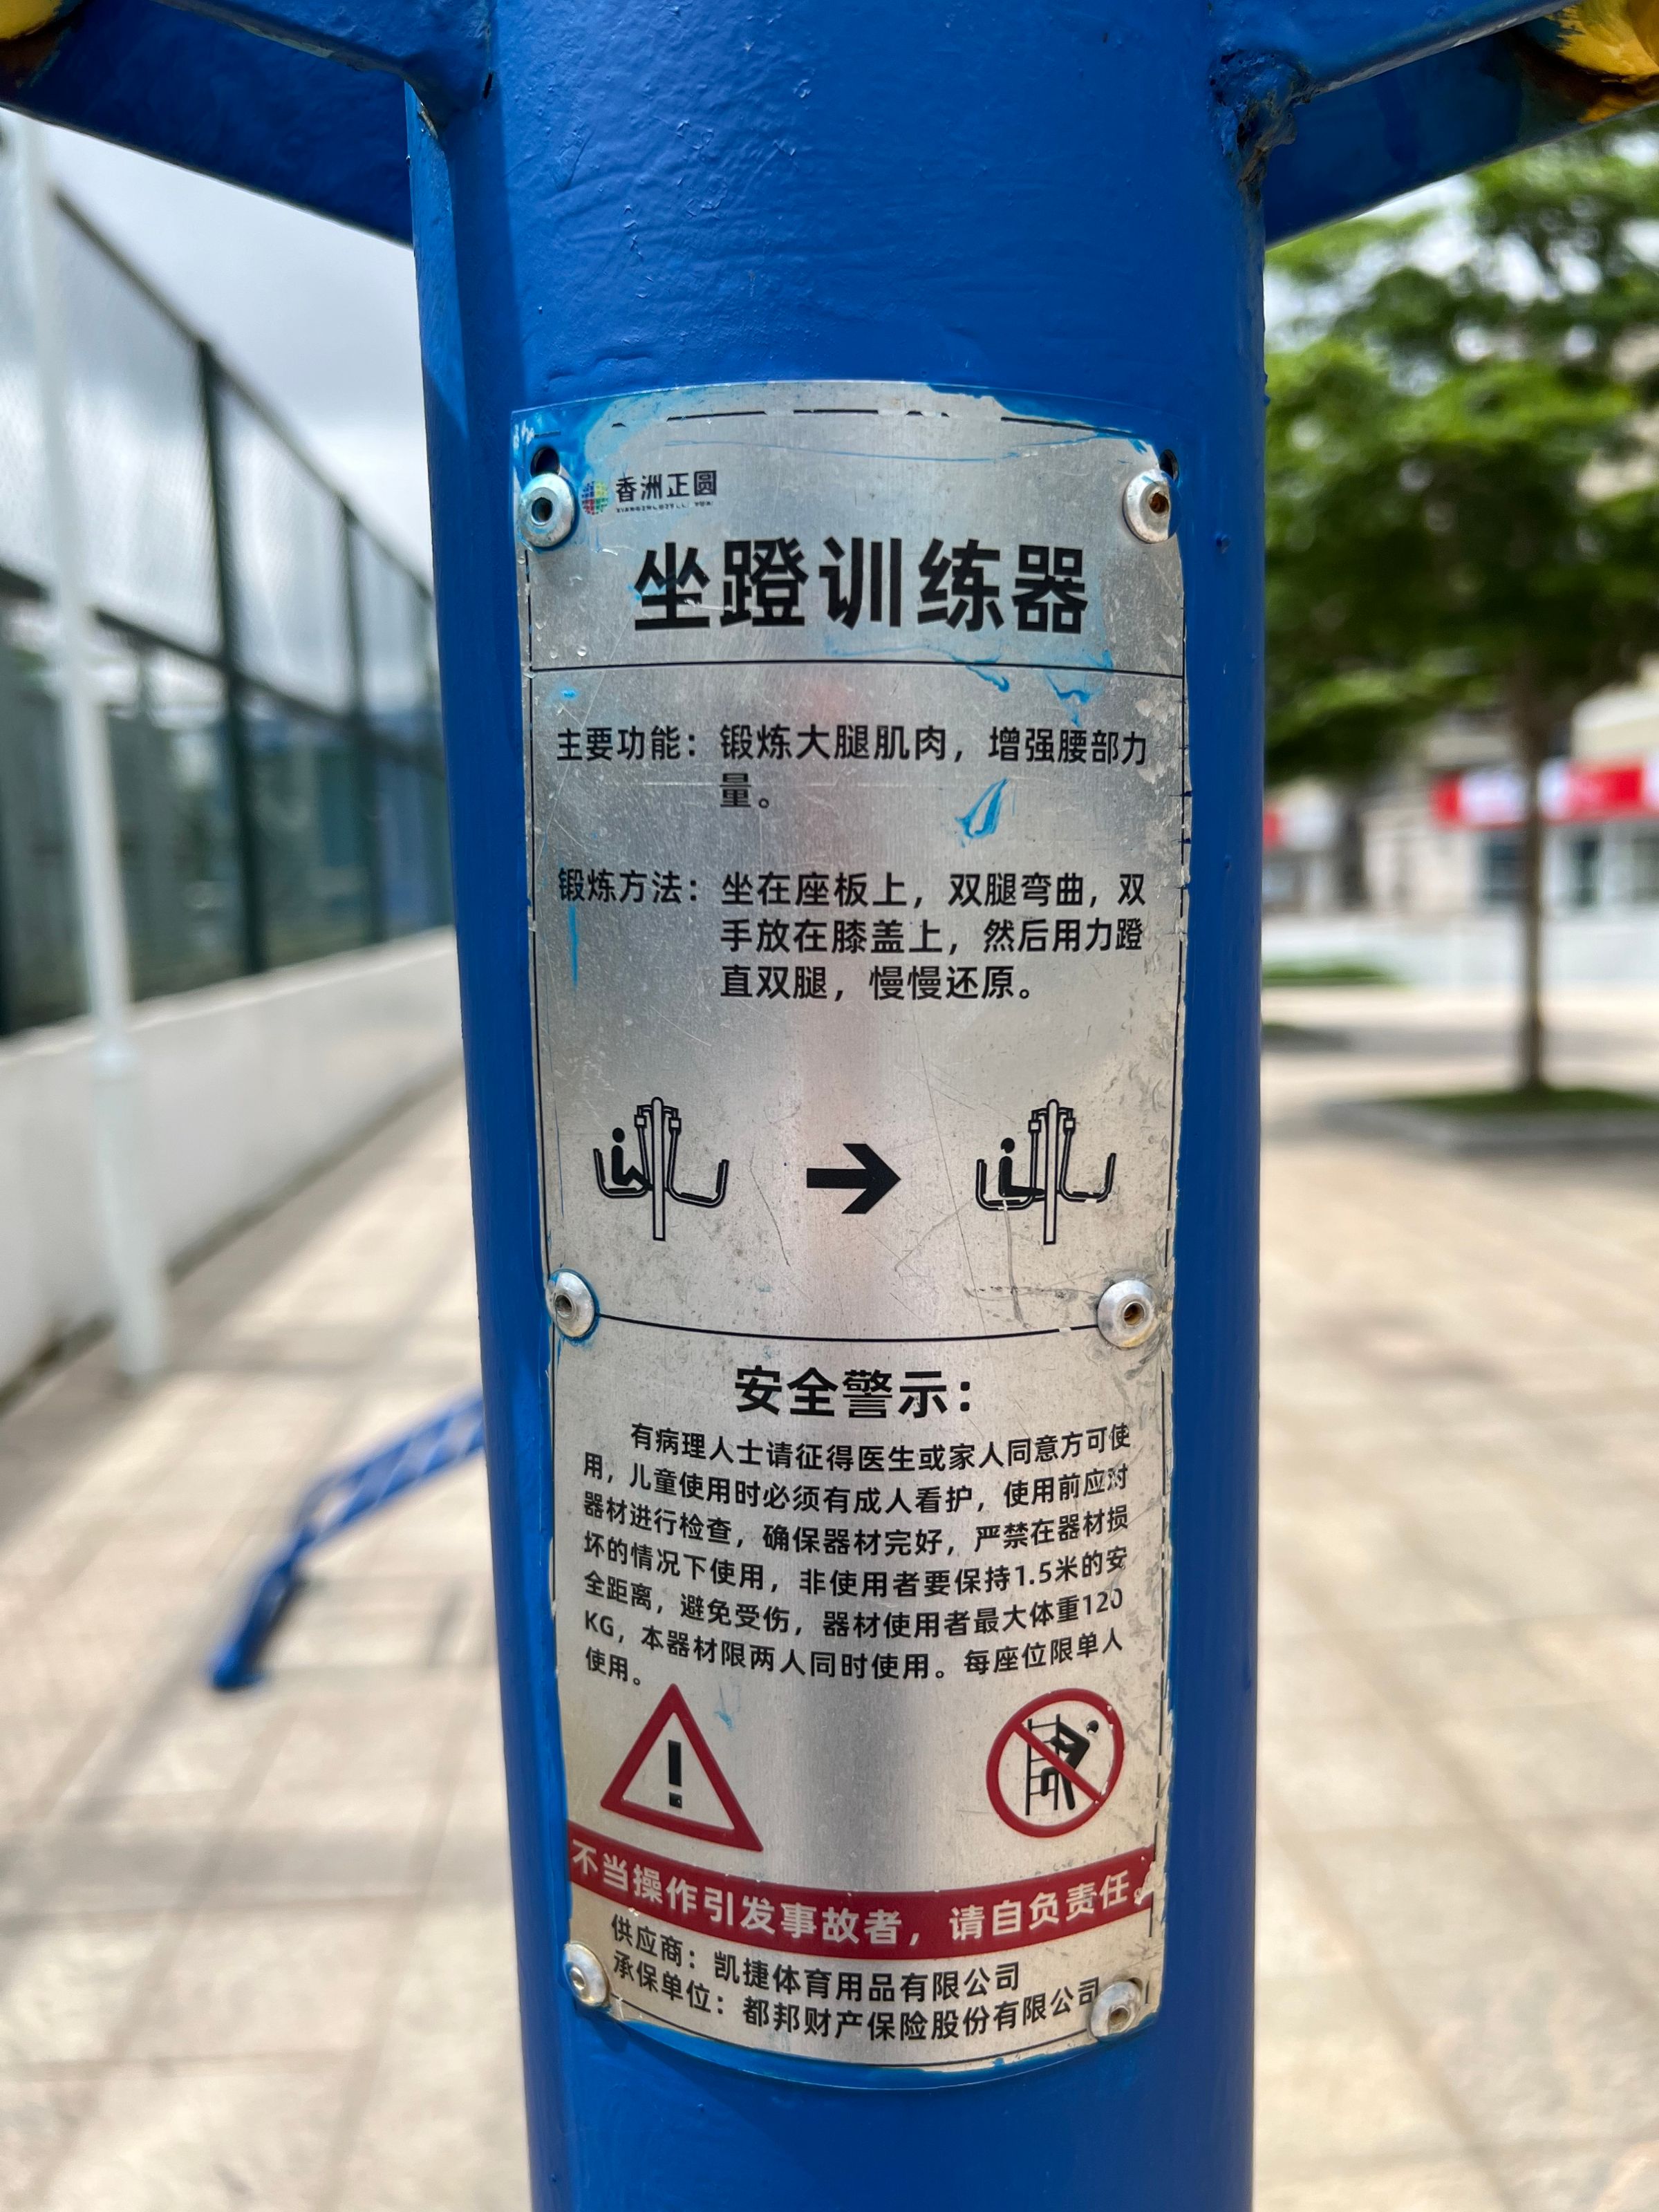 香洲正圆
坐蹬训练器
主要功能：锻炼大腿肌肉，增强腰部力
量。
锻炼方法：坐在座板上，双腿弯曲，双
手放在膝盖上，然后用力蹬
直双腿，慢慢还原。
安全警示：
有病理人士请征得医生或家人同意方可使
用，儿童使用时必须有成人看护，使用前应对
器材进行检查，确保器材完好，严禁在器材损
坏的情况下使用，非使用者要保持1.5米的安
全距离，避免受伤，器材使用者最大体重120
KG，本器材限两人同时使用。每座位限单人
使用。
不当操作引发事故者，请自负责任。
供应商：凯捷体育用品有限公司
承保单位：都邦财产保险股份有限公司